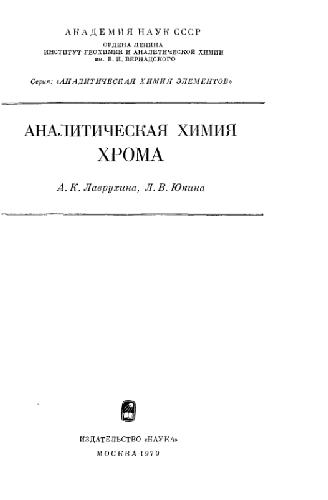 АКАДЕМИЯ НАУК СССР
ОРДЕНА ЛЕНИНА
ИНСТИТУТ ГЕОХИМИИ И АНАЛИТИЧЕСКОЙ ХИМИИ
им. В. И. ВЕРНАДСКОГО
Серия: «АНАЛИТИЧЕСКАЯ ХИМИЯ ЭЛЕМЕНТОВ»
АНАЛИТИЧЕСКАЯ ХИМИЯ
ХРОМА
А. К. Лаврухина, Л. В. Юкина
ИЗДАТЕЛЬСТВО «НАУКА»
МОСКВА 1979